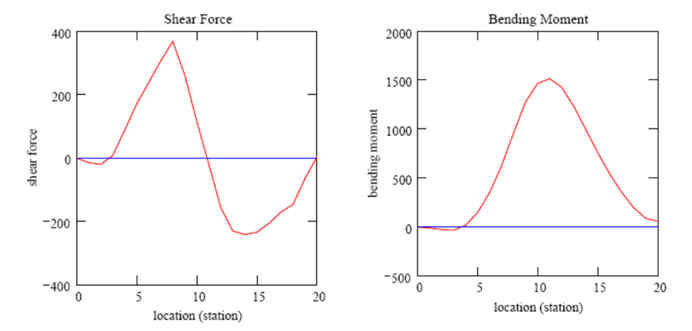 Shear Force
400
200
0
−200
−400
shear force
0 5 10 15 20
location (station)
Bending Moment
2000
1500
1000
500
0
−500
bending moment
0 5 10 15 20
location (station)